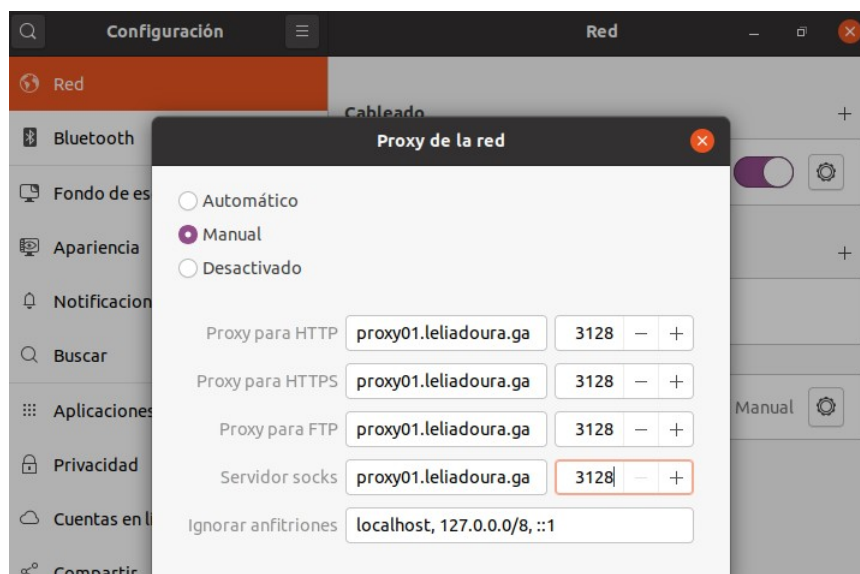 Configuración
Red
Red
Cableado
Bluetooth
Proxy de la red
Fondo de es
Automático
Manual
Apariencia
Desactivado
Notificacion
Proxy para HTTP proxy01.leliadoura.ga 3128 − +
Buscar
Proxy para HTTPS proxy01.leliadoura.ga 3128 − +
Aplicaciones
Manual
Proxy para FTP proxy01.leliadoura.ga 3128 − +
Privacidad
Servidor socks proxy01.leliadoura.ga 3128 − +
Cuentas en li
Ignorar anfitriones localhost, 127.0.0.0/8, ::1
Compartir